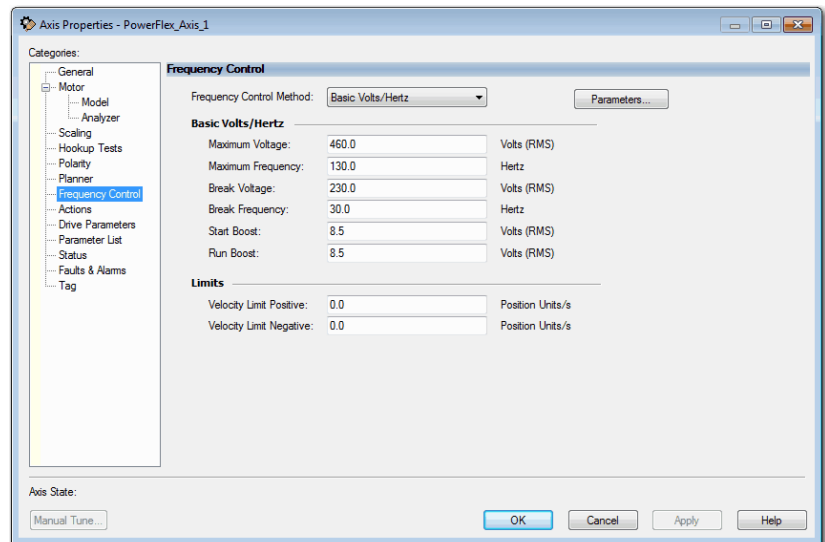 Axis Properties - PowerFlex_Axis_1
Categories:
General
Motor
Model
Analyzer
Scaling
Hookup Tests
Polarity
Planner
Frequency Control
Actions
Drive Parameters
Parameter List
Status
Faults & Alarms
Tag
Frequency Control
Frequency Control Method: Basic Volts/Hertz Parameters...
Basic Volts/Hertz
Maximum Voltage: 460.0 Volts (RMS)
Maximum Frequency: 130.0 Hertz
Break Voltage: 230.0 Volts (RMS)
Break Frequency: 30.0 Hertz
Start Boost: 8.5 Volts (RMS)
Run Boost: 8.5 Volts (RMS)
Limits
Velocity Limit Positive: 0.0 Position Units/s
Velocity Limit Negative: 0.0 Position Units/s
Axis State:
Manual Tune... OK Cancel Apply Help